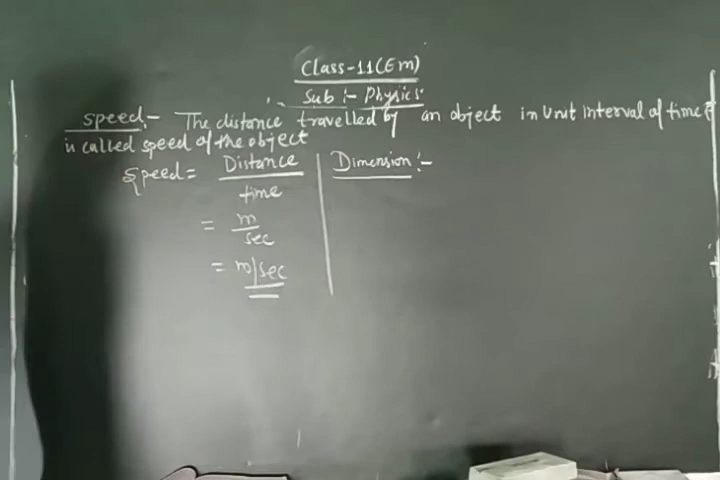 Class-11(Em)
Sub :- Physics
speed:- The distance travelled by an object in Unit interval of time
is called speed of the object
speed = Distance
time
= m
sec
= m/sec
Dimension :-